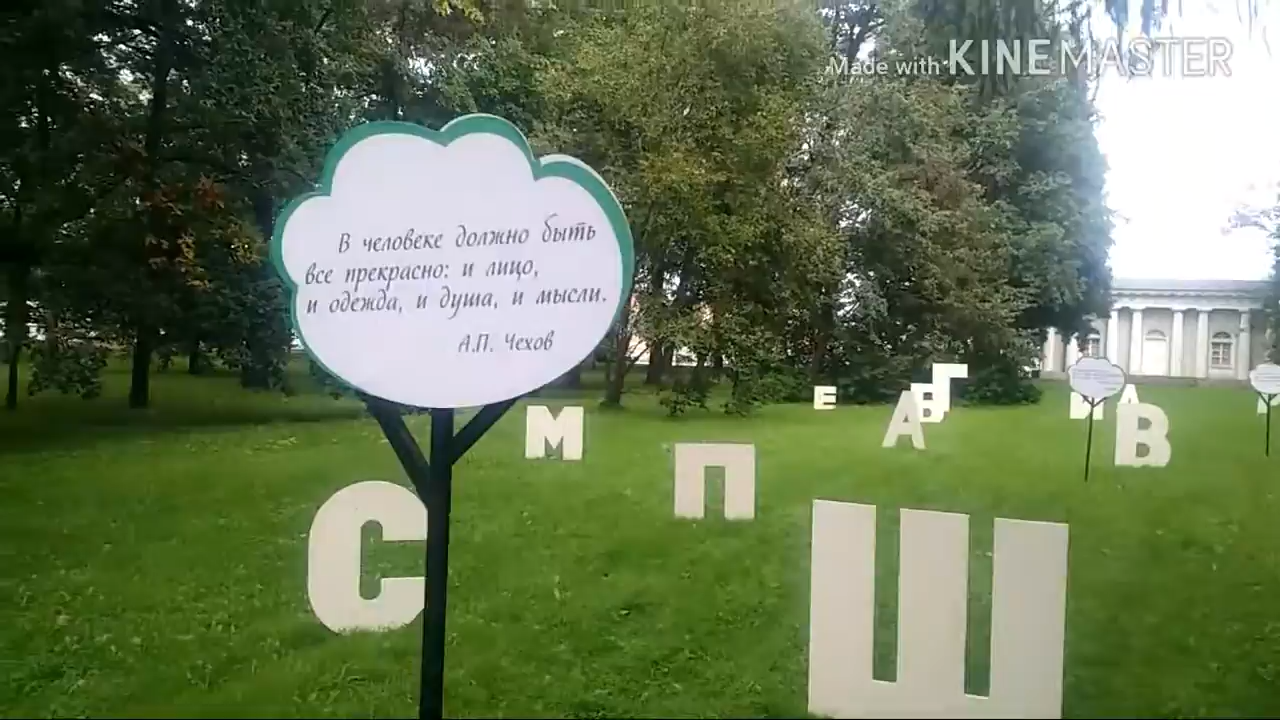 Made with KINEMASTER
В человеке должно быть
все прекрасно: и лицо,
и одежда, и душа, и мысли.
А.П. Чехов
М
Е
А
В
Г
П
В
А
С
Ш